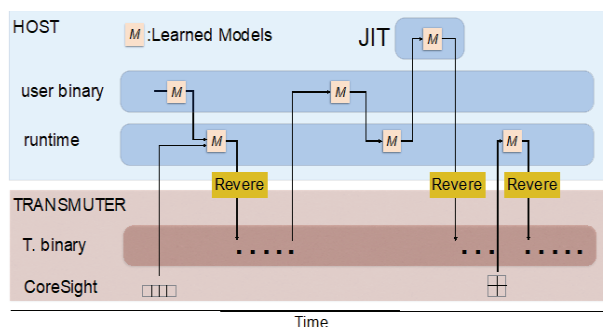 HOST
M :Learned Models
JIT
M
user binary
M
M
runtime
M
M
M
Revere
Revere
Revere
TRANSMUTER
T. binary
CoreSight
Time